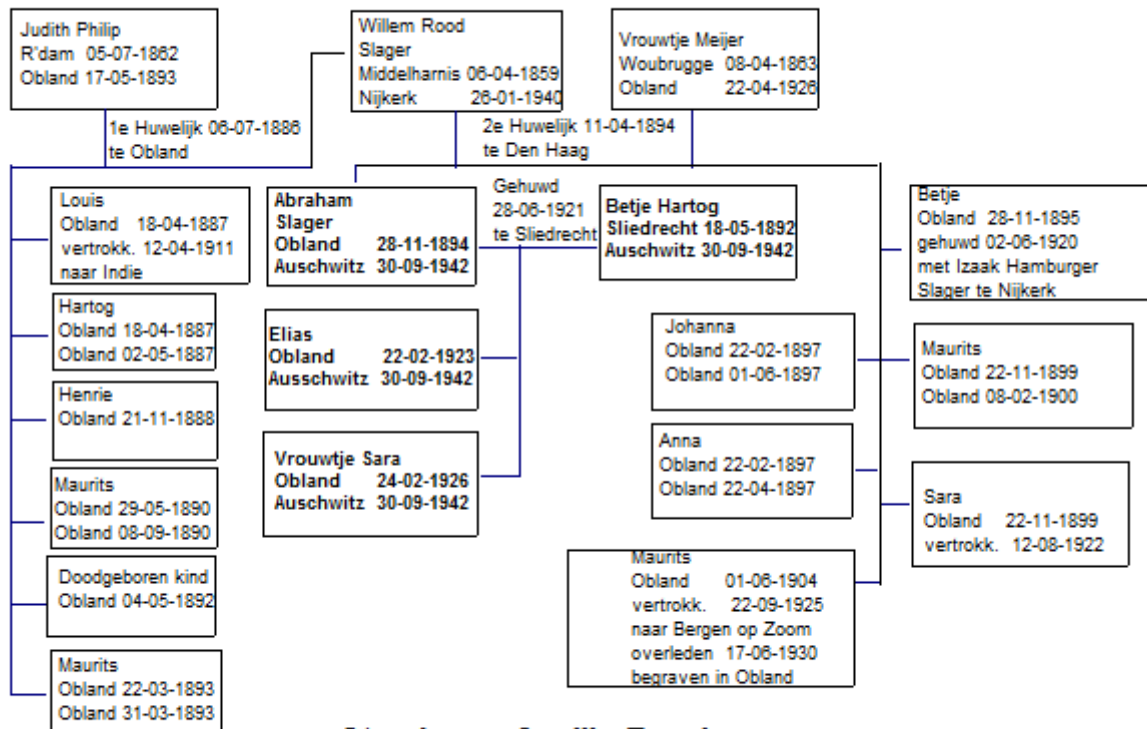 Judith Philip
R'dam 05-07-1862
Obland 17-05-1893
Willem Rood
Slager
Middelharnis 06-04-1859
Nijkerk 26-01-1940
Vrouwtje Meijer
Woubrugge 08-04-1863
Obland 22-04-1926
1e Huwelijk 06-07-1886
te Obland
2e Huwelijk 11-04-1894
te Den Haag
Louis
Obland 18-04-1887
vertrokk. 12-04-1911
naar Indie
Hartog
Obland 18-04-1887
Obland 02-05-1887
Henrie
Obland 21-11-1888
Maurits
Obland 29-05-1890
Obland 08-09-1890
Doodgeboren kind
Obland 04-05-1892
Maurits
Obland 22-03-1893
Obland 31-03-1893
Abraham
Slager
Obland 28-11-1894
Auschwitz 30-09-1942
Gehuwd
28-06-1921
te Sliedrecht
Betje Hartog
Sliedrecht 18-05-1892
Auschwitz 30-09-1942
Elias
Obland 22-02-1923
Ausschwitz 30-09-1942
Vrouwtje Sara
Obland 24-02-1926
Auschwitz 30-09-1942
Betje
Obland 28-11-1895
gehuwd 02-06-1920
met Izaak Hamburger
Slager te Nijkerk
Johanna
Obland 22-02-1897
Obland 01-06-1897
Maurits
Obland 22-11-1899
Obland 08-02-1900
Anna
Obland 22-02-1897
Obland 22-04-1897
Sara
Obland 22-11-1899
vertrokk. 12-08-1922
Maurits
Obland 01-06-1904
vertrokk. 22-09-1925
naar Bergen op Zoom
overleden 17-06-1930
begraven in Obland